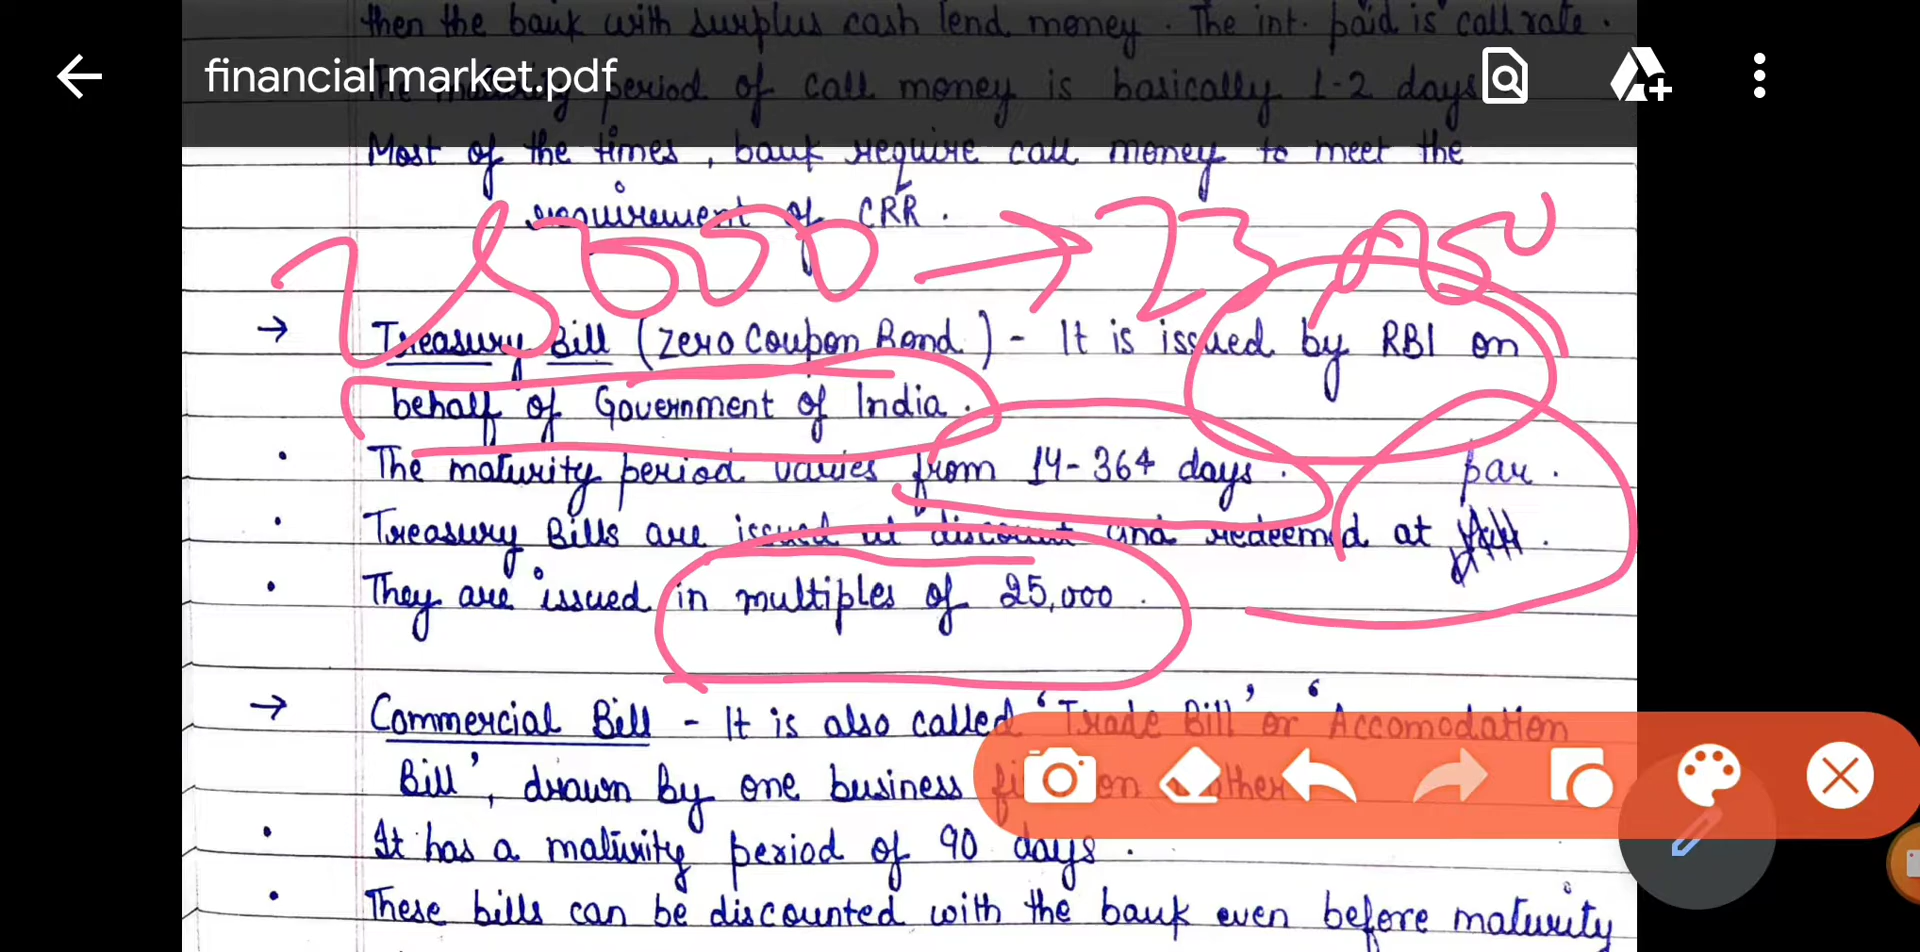 then the bank with surplus cash lend money. The int. paid is call rate.
financial market.pdf
The maturity period of call money is basically 1-2 days
Most of the times, bank require call money to meet the
requirement of CRR.
25000 → 23,050
→ Treasury Bill (Zero Coupon Bond) - It is issued by RBI on
behalf of Government of India.
• The maturity period varies from 14-364 days.
par.
• Treasury Bills are issued at discount and redeemed at
• They are issued in multiples of 25,000.
→ Commercial Bill - It is also called 'Trade Bill' or 'Accomodation
Bill', drawn by one business on other
• It has a maturity period of 90 days.
• These bills can be discounted with the bank even before maturity